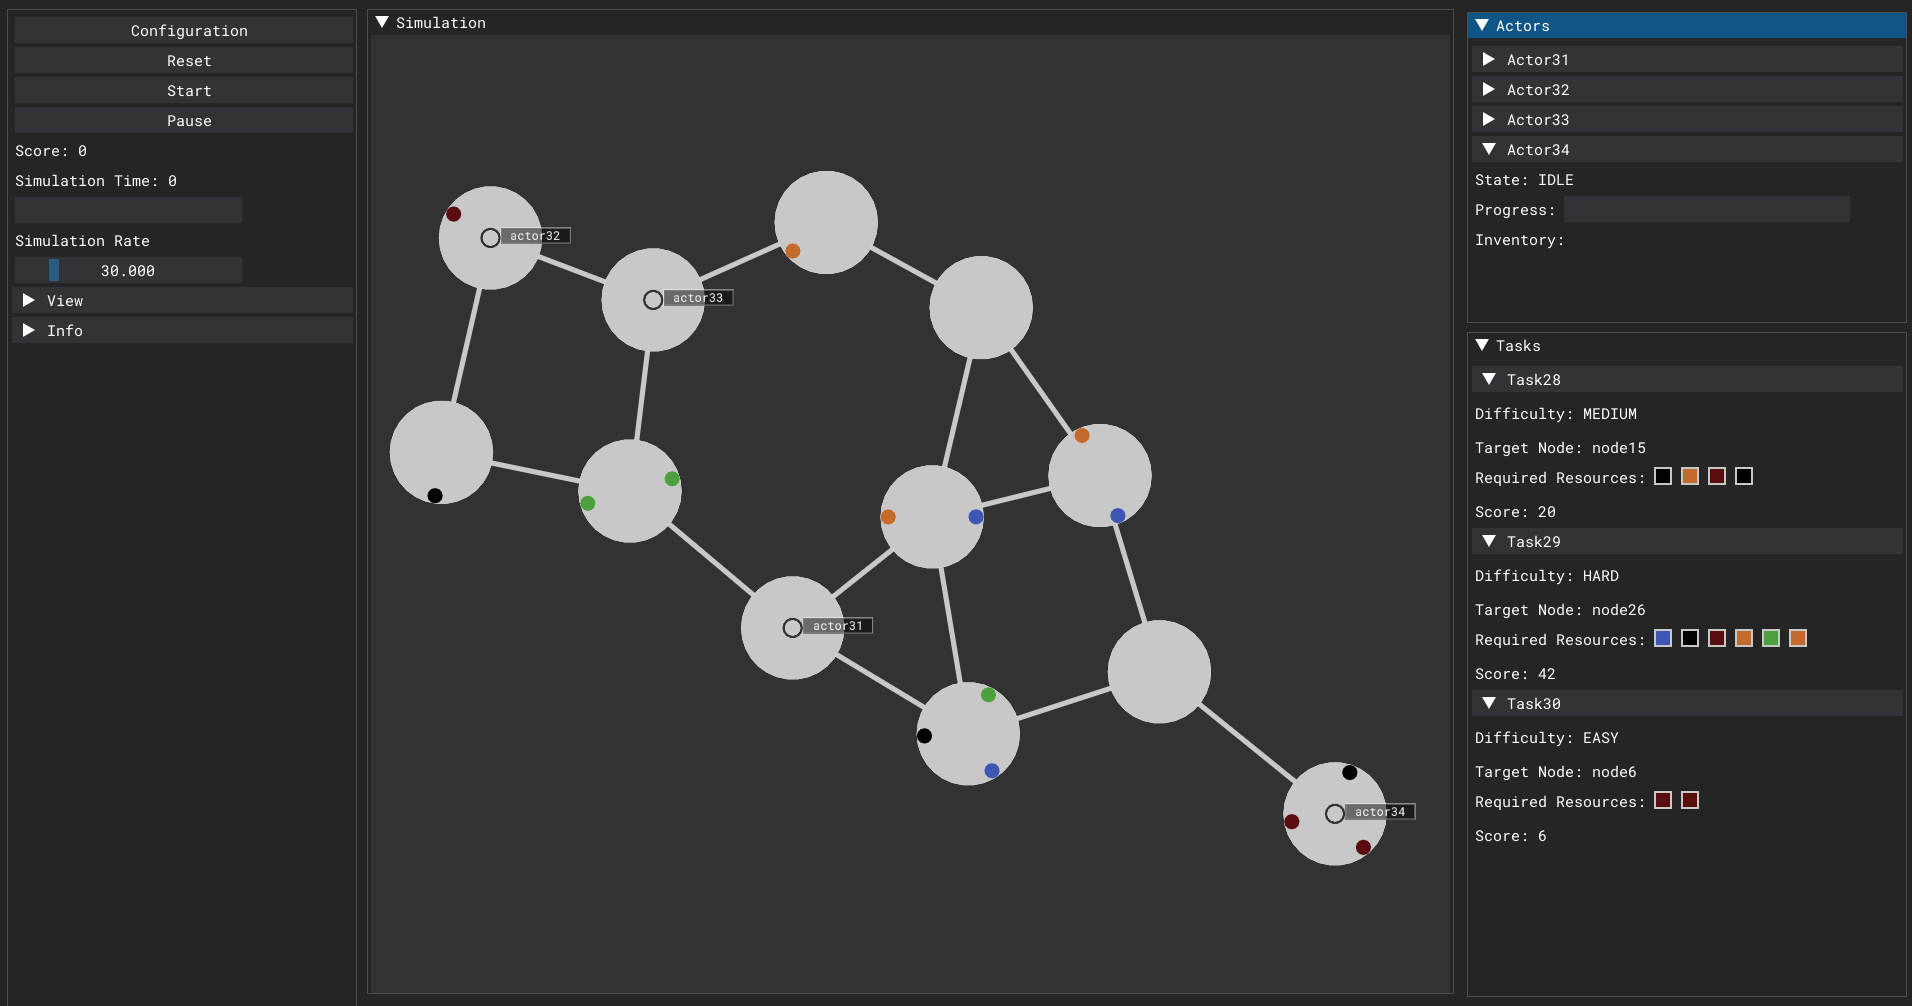 Configuration
Reset
Start
Pause
Score: 0
Simulation Time: 0
Simulation Rate
30.000
View
Info
Simulation
actor32
actor33
actor31
actor34
Actors
Actor31
Actor32
Actor33
Actor34
State: IDLE
Progress:
Inventory:
Tasks
Task28
Difficulty: MEDIUM
Target Node: node15
Required Resources:
Score: 20
Task29
Difficulty: HARD
Target Node: node26
Required Resources:
Score: 42
Task30
Difficulty: EASY
Target Node: node6
Required Resources:
Score: 6